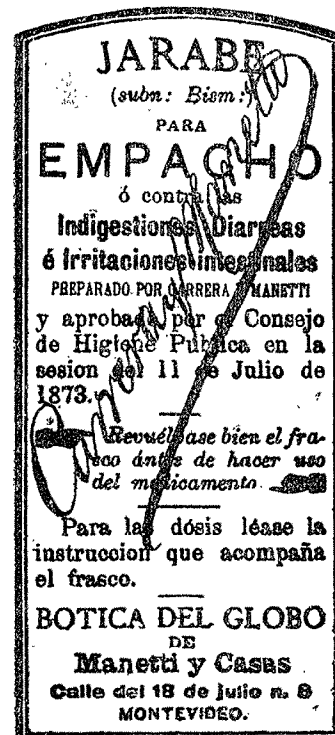 JARABE
(subn: Bism:)
PARA
EMPACHO
ó contra las
Indigestiones Diarreas
é Irritaciones intestinales
PREPARADO POR CARRERA Y MANETTI
y aprobado por el Consejo
de Higiene Pública en la
sesion del 11 de Julio de
1873.
Revuélvase bien el fra-
sco ántes de hacer uso
del medicamento.
Para las dósis léase la
instruccion que acompaña
el frasco.
BOTICA DEL GLOBO
DE
Manetti y Casas
Calle del 18 de julio n. 8
MONTEVIDEO.